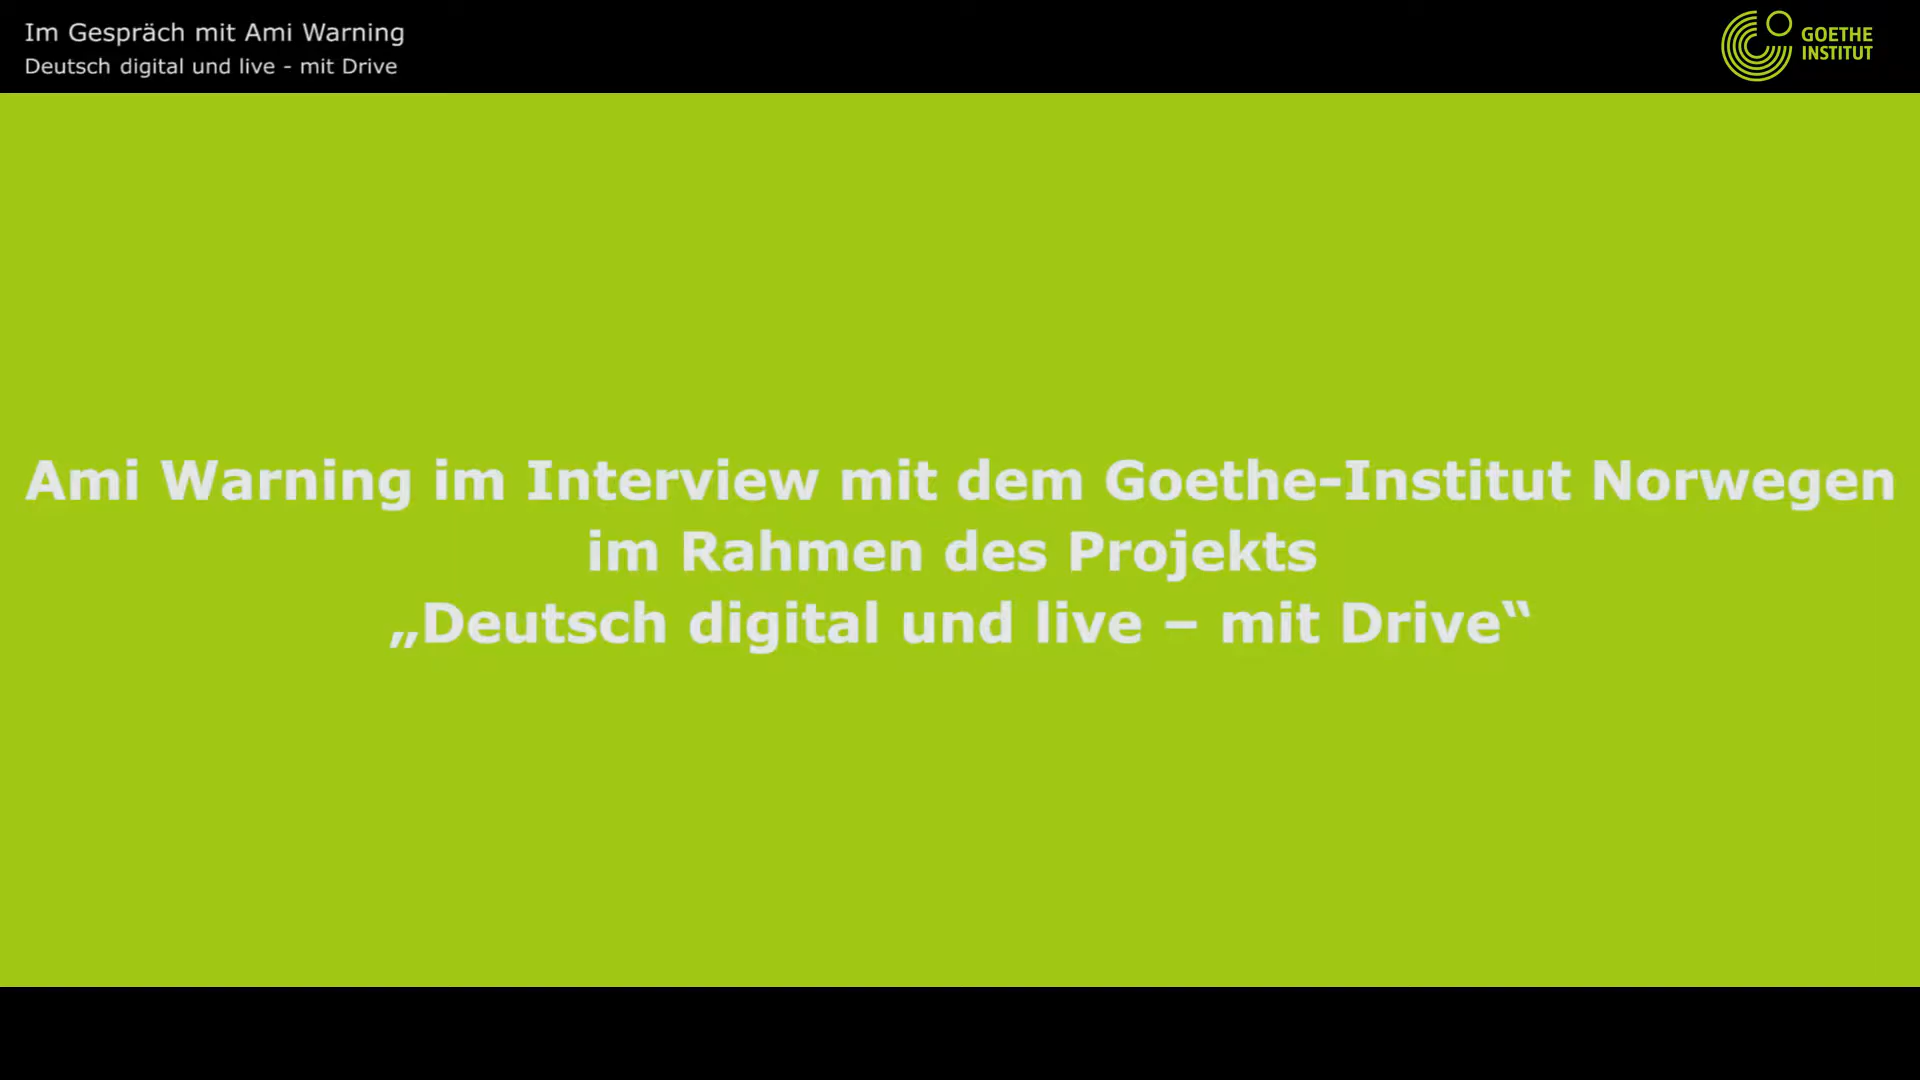 Im Gespräch mit Ami Warning
Deutsch digital und live - mit Drive
GOETHE
INSTITUT
Ami Warning im Interview mit dem Goethe-Institut Norwegen
im Rahmen des Projekts
„Deutsch digital und live – mit Drive“